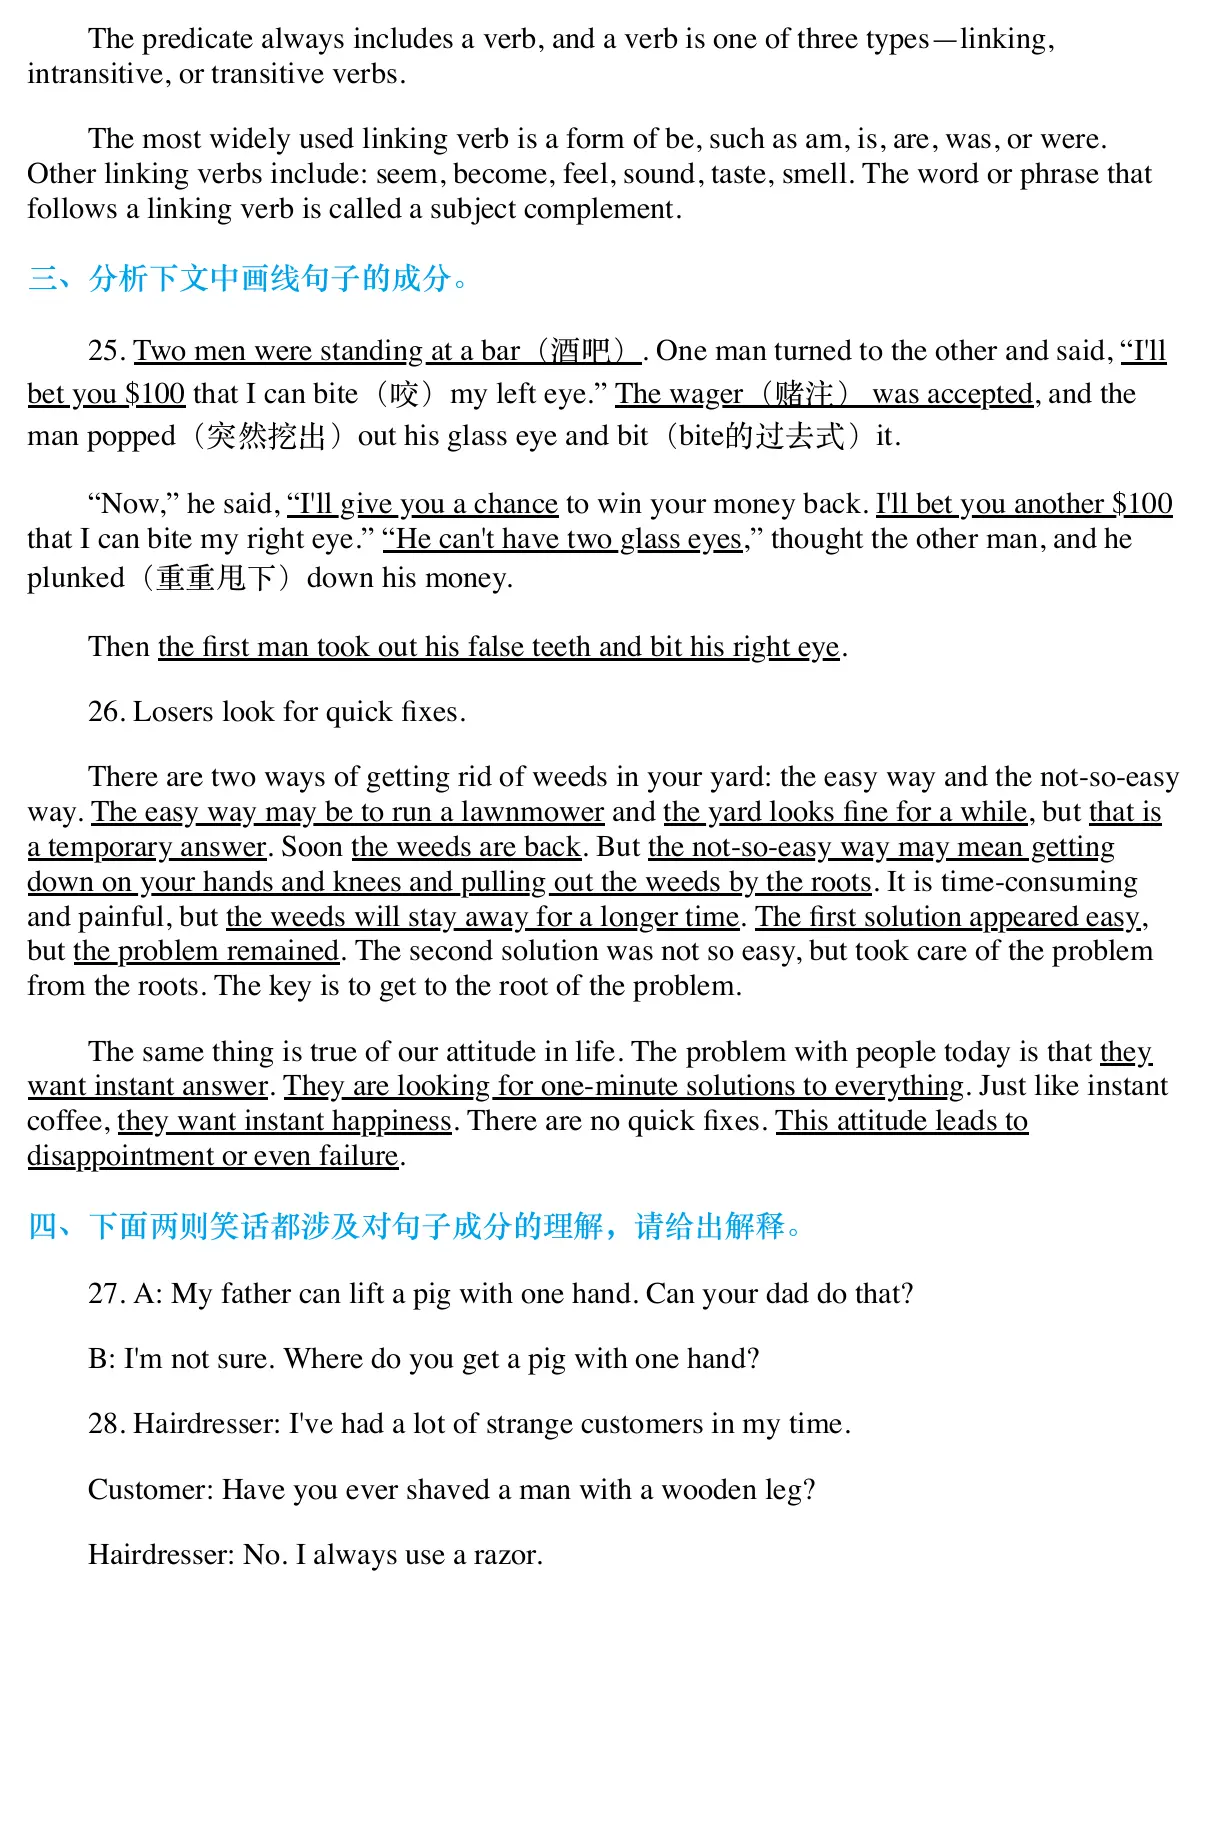 The predicate always includes a verb, and a verb is one of three types—linking,
intransitive, or transitive verbs.
The most widely used linking verb is a form of be, such as am, is, are, was, or were.
Other linking verbs include: seem, become, feel, sound, taste, smell. The word or phrase that
follows a linking verb is called a subject complement.
三、分析下文中画线句子的成分。
25. Two men were standing at a bar（酒吧）. One man turned to the other and said, “I'll
bet you $100 that I can bite（咬）my left eye.” The wager（赌注） was accepted, and the
man popped（突然挖出）out his glass eye and bit（bite的过去式）it.
“Now,” he said, “I'll give you a chance to win your money back. I'll bet you another $100
that I can bite my right eye.” “He can't have two glass eyes,” thought the other man, and he
plunked（重重甩下）down his money.
Then the first man took out his false teeth and bit his right eye.
26. Losers look for quick fixes.
There are two ways of getting rid of weeds in your yard: the easy way and the not-so-easy
way. The easy way may be to run a lawnmower and the yard looks fine for a while, but that is
a temporary answer. Soon the weeds are back. But the not-so-easy way may mean getting
down on your hands and knees and pulling out the weeds by the roots. It is time-consuming
and painful, but the weeds will stay away for a longer time. The first solution appeared easy,
but the problem remained. The second solution was not so easy, but took care of the problem
from the roots. The key is to get to the root of the problem.
The same thing is true of our attitude in life. The problem with people today is that they
want instant answer. They are looking for one-minute solutions to everything. Just like instant
coffee, they want instant happiness. There are no quick fixes. This attitude leads to
disappointment or even failure.
四、下面两则笑话都涉及对句子成分的理解，请给出解释。
27. A: My father can lift a pig with one hand. Can your dad do that?
B: I'm not sure. Where do you get a pig with one hand?
28. Hairdresser: I've had a lot of strange customers in my time.
Customer: Have you ever shaved a man with a wooden leg?
Hairdresser: No. I always use a razor.